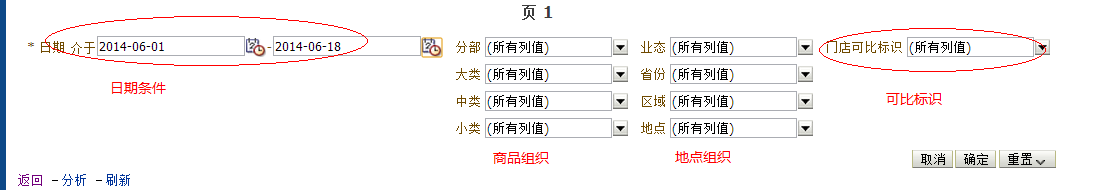 页 1
* 日期 介于 2014-06-01 - 2014-06-18 分部 (所有列值) 业态 (所有列值) 门店可比标识 (所有列值)
大类 (所有列值) 省份 (所有列值)
日期条件
中类 (所有列值) 区域 (所有列值)
可比标识
小类 (所有列值) 地点 (所有列值)
商品组织 地点组织
取消 确定 重置
返回 - 分析 - 刷新